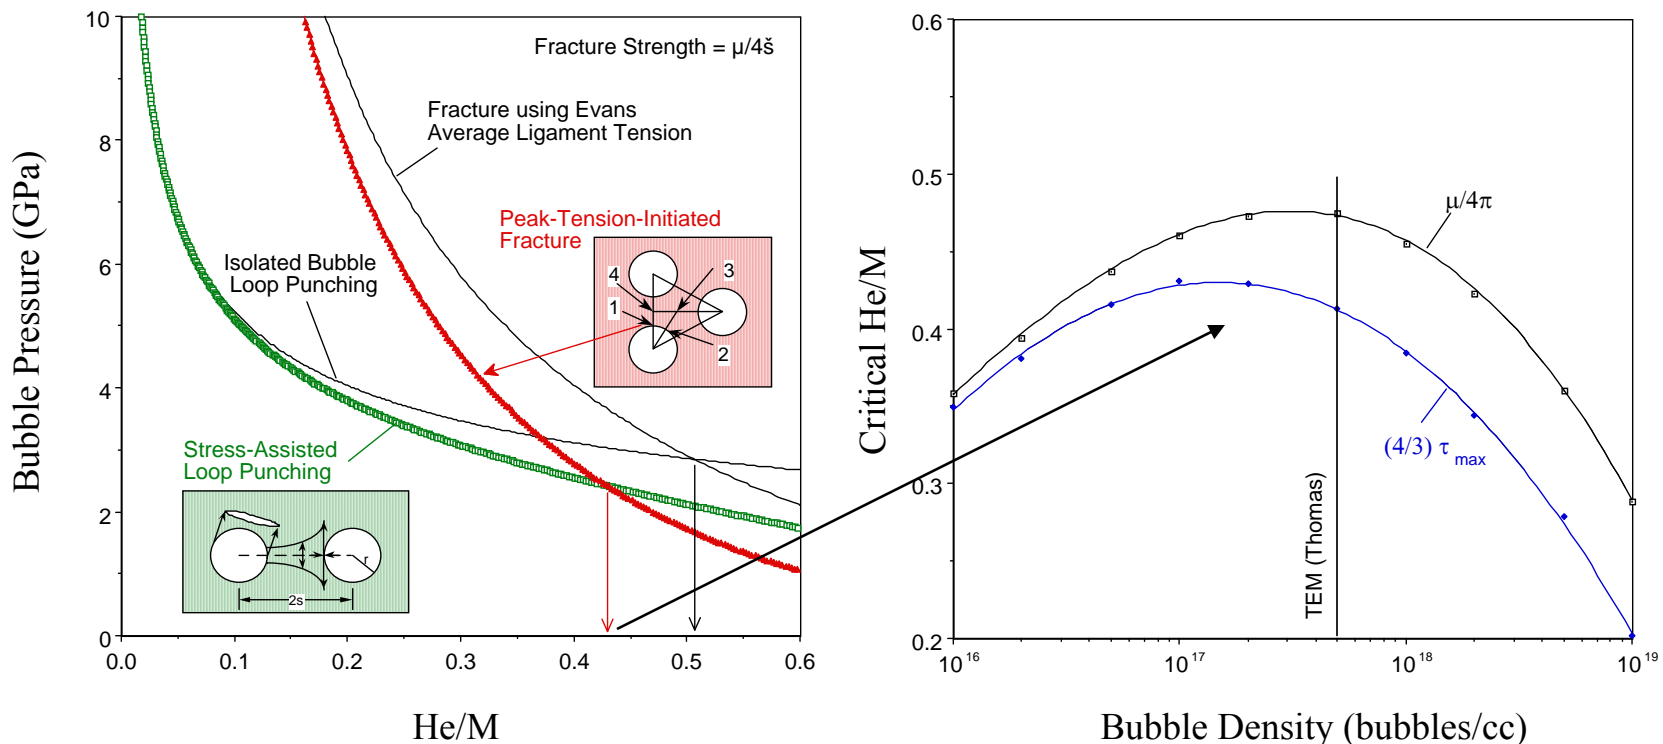 Bubble Pressure (GPa)
10
8
6
4
2
0
0.0
0.1
0.2
0.3
0.4
0.5
0.6
He/M
Fracture Strength = µ/4š
Fracture using Evans
Average Ligament Tension
Peak-Tension-Initiated
Fracture
4
3
1
2
Isolated Bubble
Loop Punching
Stress-Assisted
Loop Punching
r
2s
Critical He/M
0.6
0.5
0.4
0.3
0.2
10^16
10^17
10^18
10^19
Bubble Density (bubbles/cc)
µ/4π
(4/3) τ max
TEM (Thomas)